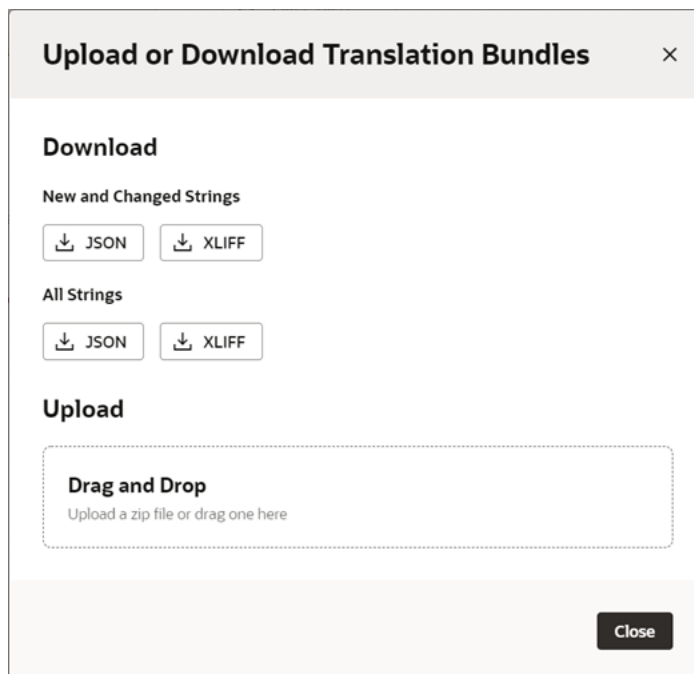 Upload or Download Translation Bundles
Download
New and Changed Strings
JSON XLIFF
All Strings
JSON XLIFF
Upload
Drag and Drop
Upload a zip file or drag one here
Close